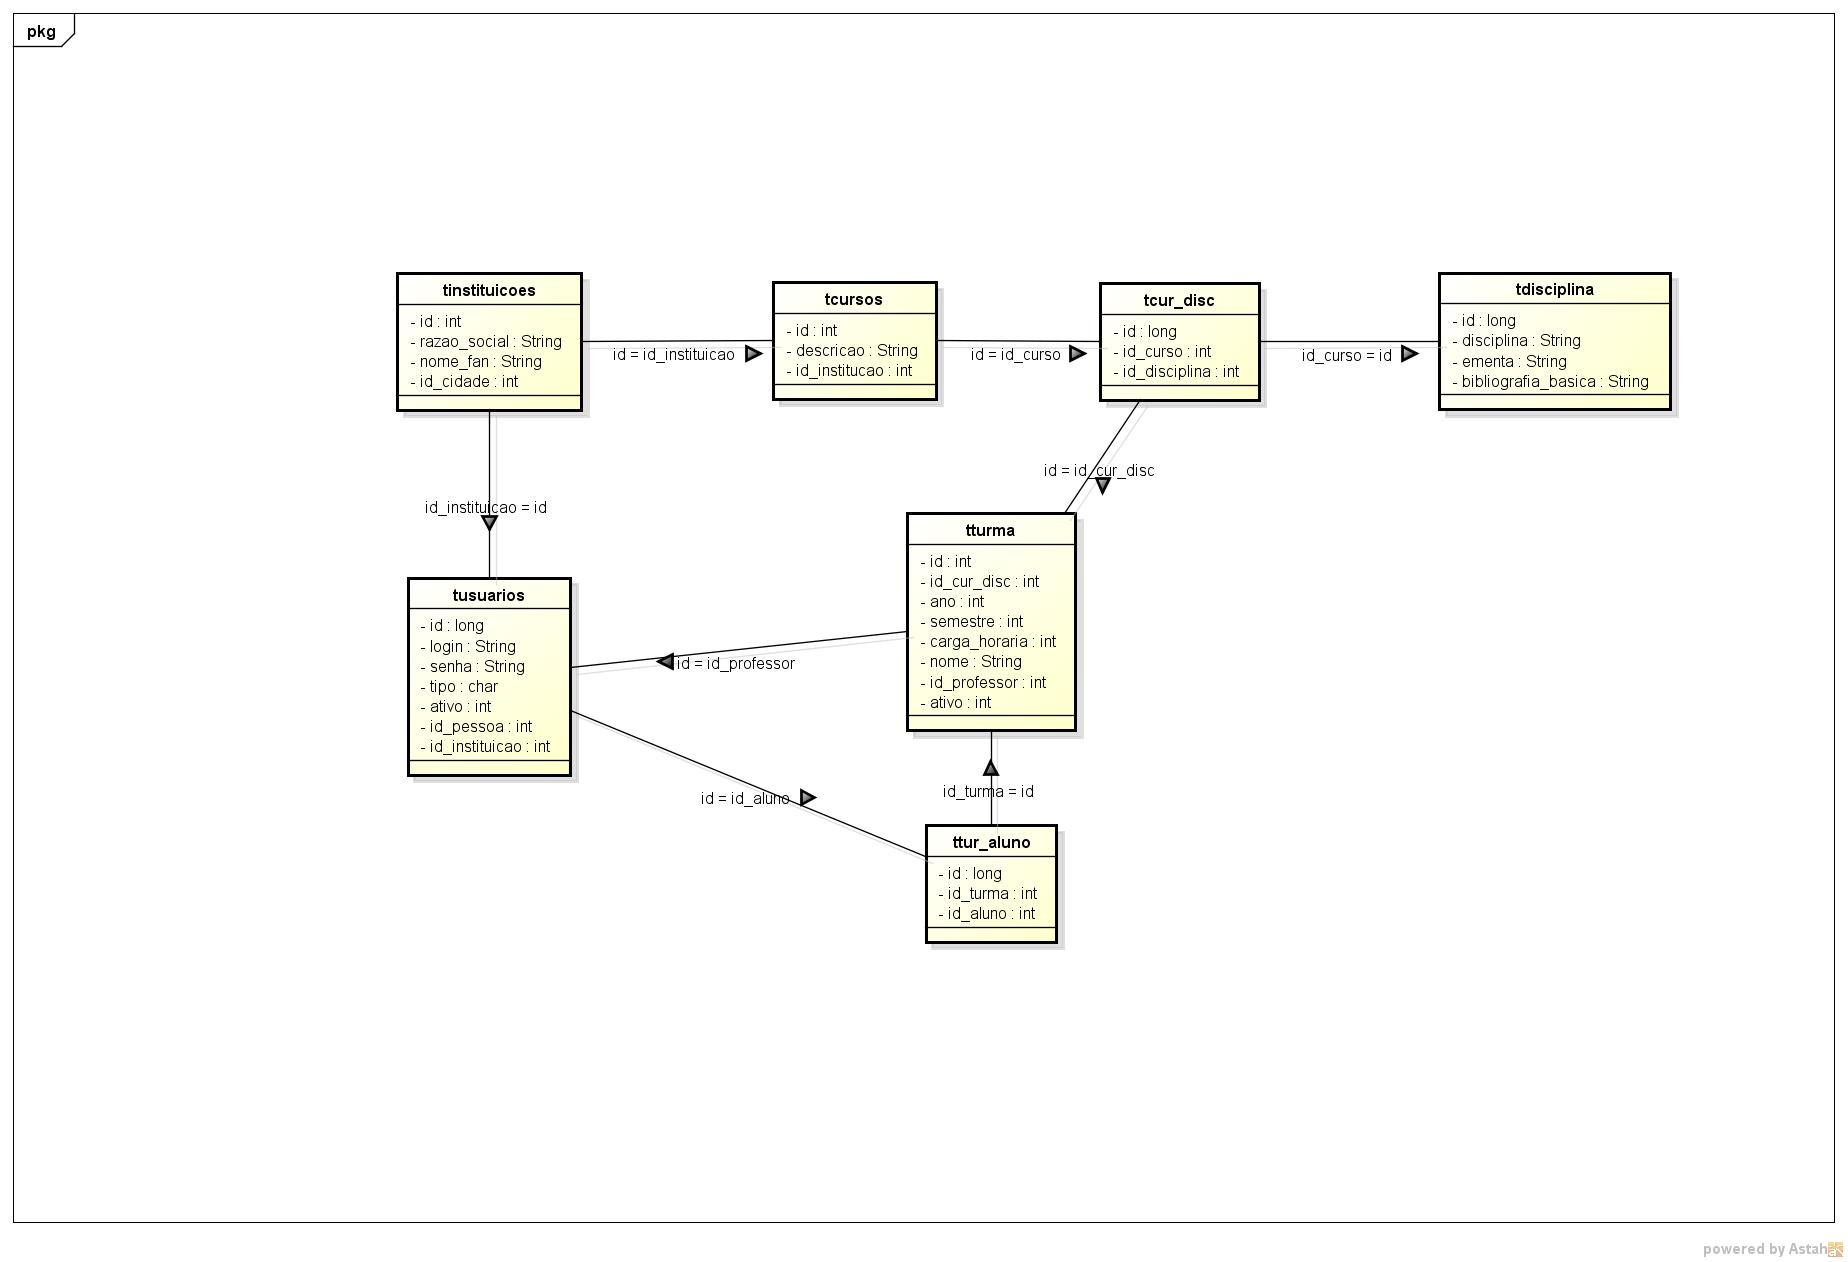 pkg
tinstituicoes
- id : int
- razao_social : String
- nome_fan : String
- id_cidade : int
id = id_instituicao
tcursos
- id : int
- descricao : String
- id_institucao : int
id = id_curso
tcur_disc
- id : long
- id_curso : int
- id_disciplina : int
id_curso = id
tdisciplina
- id : long
- disciplina : String
- ementa : String
- bibliografia_basica : String
id_instituicao = id
id = id_cur_disc
tusuarios
- id : long
- login : String
- senha : String
- tipo : char
- ativo : int
- id_pessoa : int
- id_instituicao : int
id = id_professor
tturma
- id : int
- id_cur_disc : int
- ano : int
- semestre : int
- carga_horaria : int
- nome : String
- id_professor : int
- ativo : int
id = id_aluno
id_turma = id
ttur_aluno
- id : long
- id_turma : int
- id_aluno : int
powered by Astah